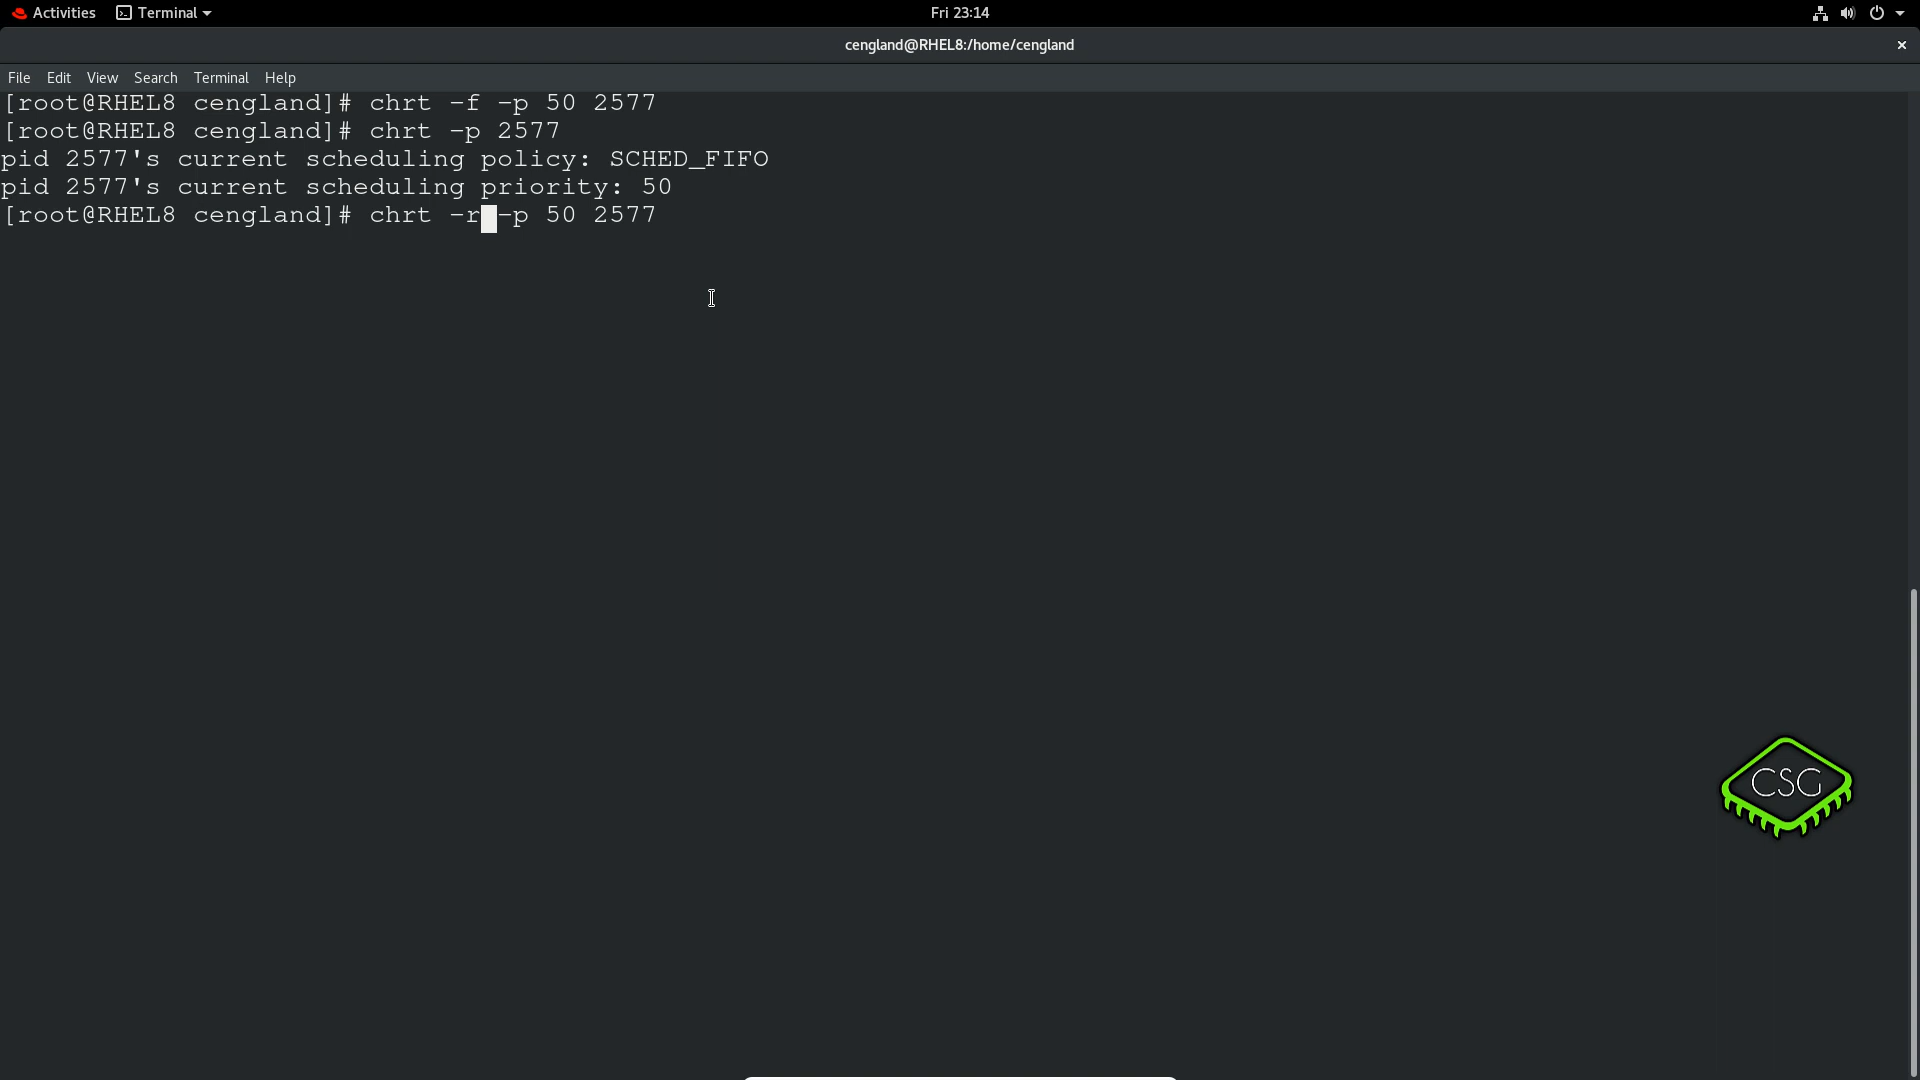 Activities Terminal Fri 23:14
cengland@RHEL8:/home/cengland
File Edit View Search Terminal Help
[root@RHEL8 cengland]# chrt -f -p 50 2577
[root@RHEL8 cengland]# chrt -p 2577
pid 2577's current scheduling policy: SCHED_FIFO
pid 2577's current scheduling priority: 50
[root@RHEL8 cengland]# chrt -r -p 50 2577
CSG